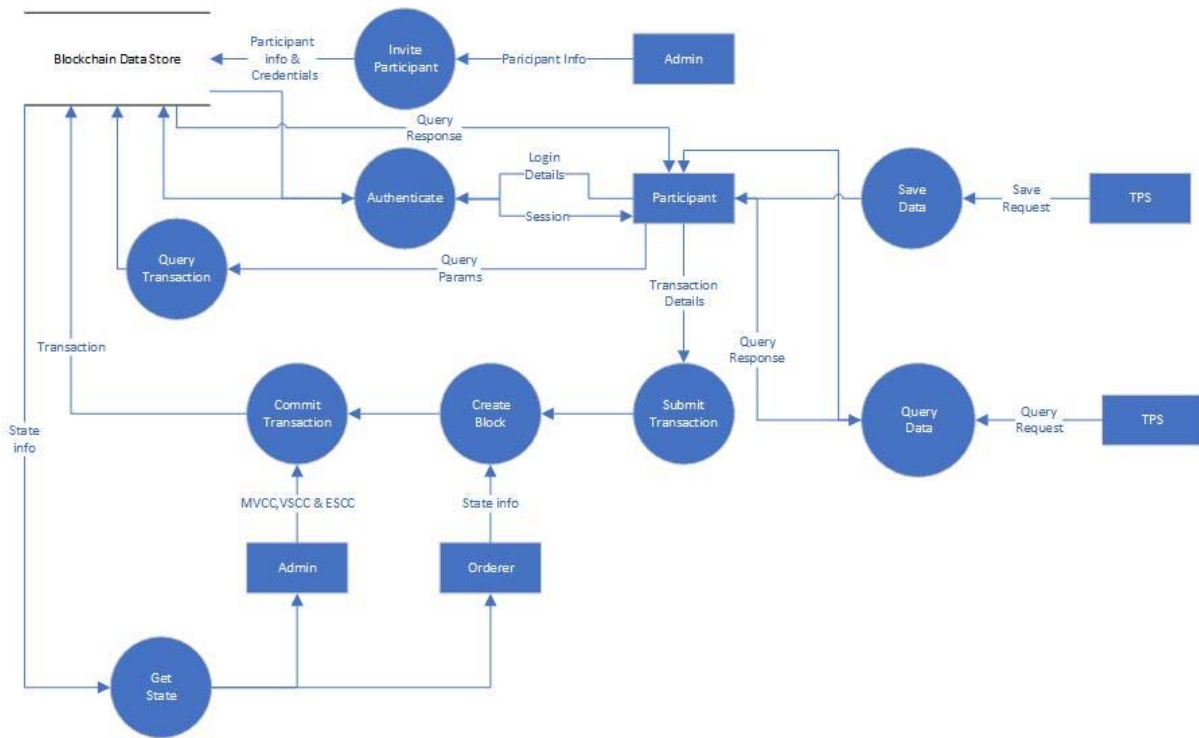 Blockchain Data Store
Participant
info &
Credentials
Invite
Participant
Paricipant Info
Admin
Query
Response
Login
Details
Authenticate
Session
Participant
Save
Data
Save
Request
TPS
Query
Transaction
Query
Params
Transaction
Details
Transaction
Query
Response
Commit
Transaction
Create
Block
Submit
Transaction
Query
Data
Query
Request
TPS
State
info
MVCC,VSCC & ESCC
State info
Admin
Orderer
Get
State